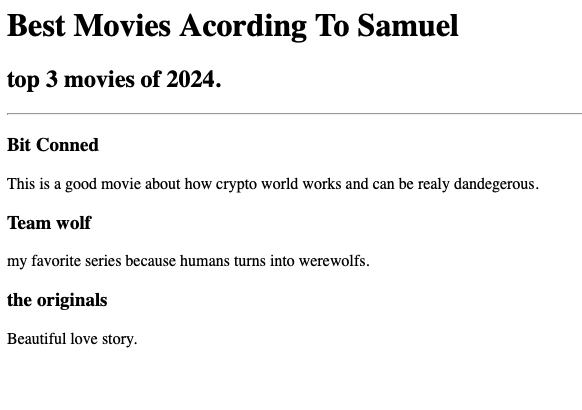 Best Movies Acording To Samuel
top 3 movies of 2024.
Bit Conned
This is a good movie about how crypto world works and can be realy dandegerous.
Team wolf
my favorite series because humans turns into werewolfs.
the originals
Beautiful love story.